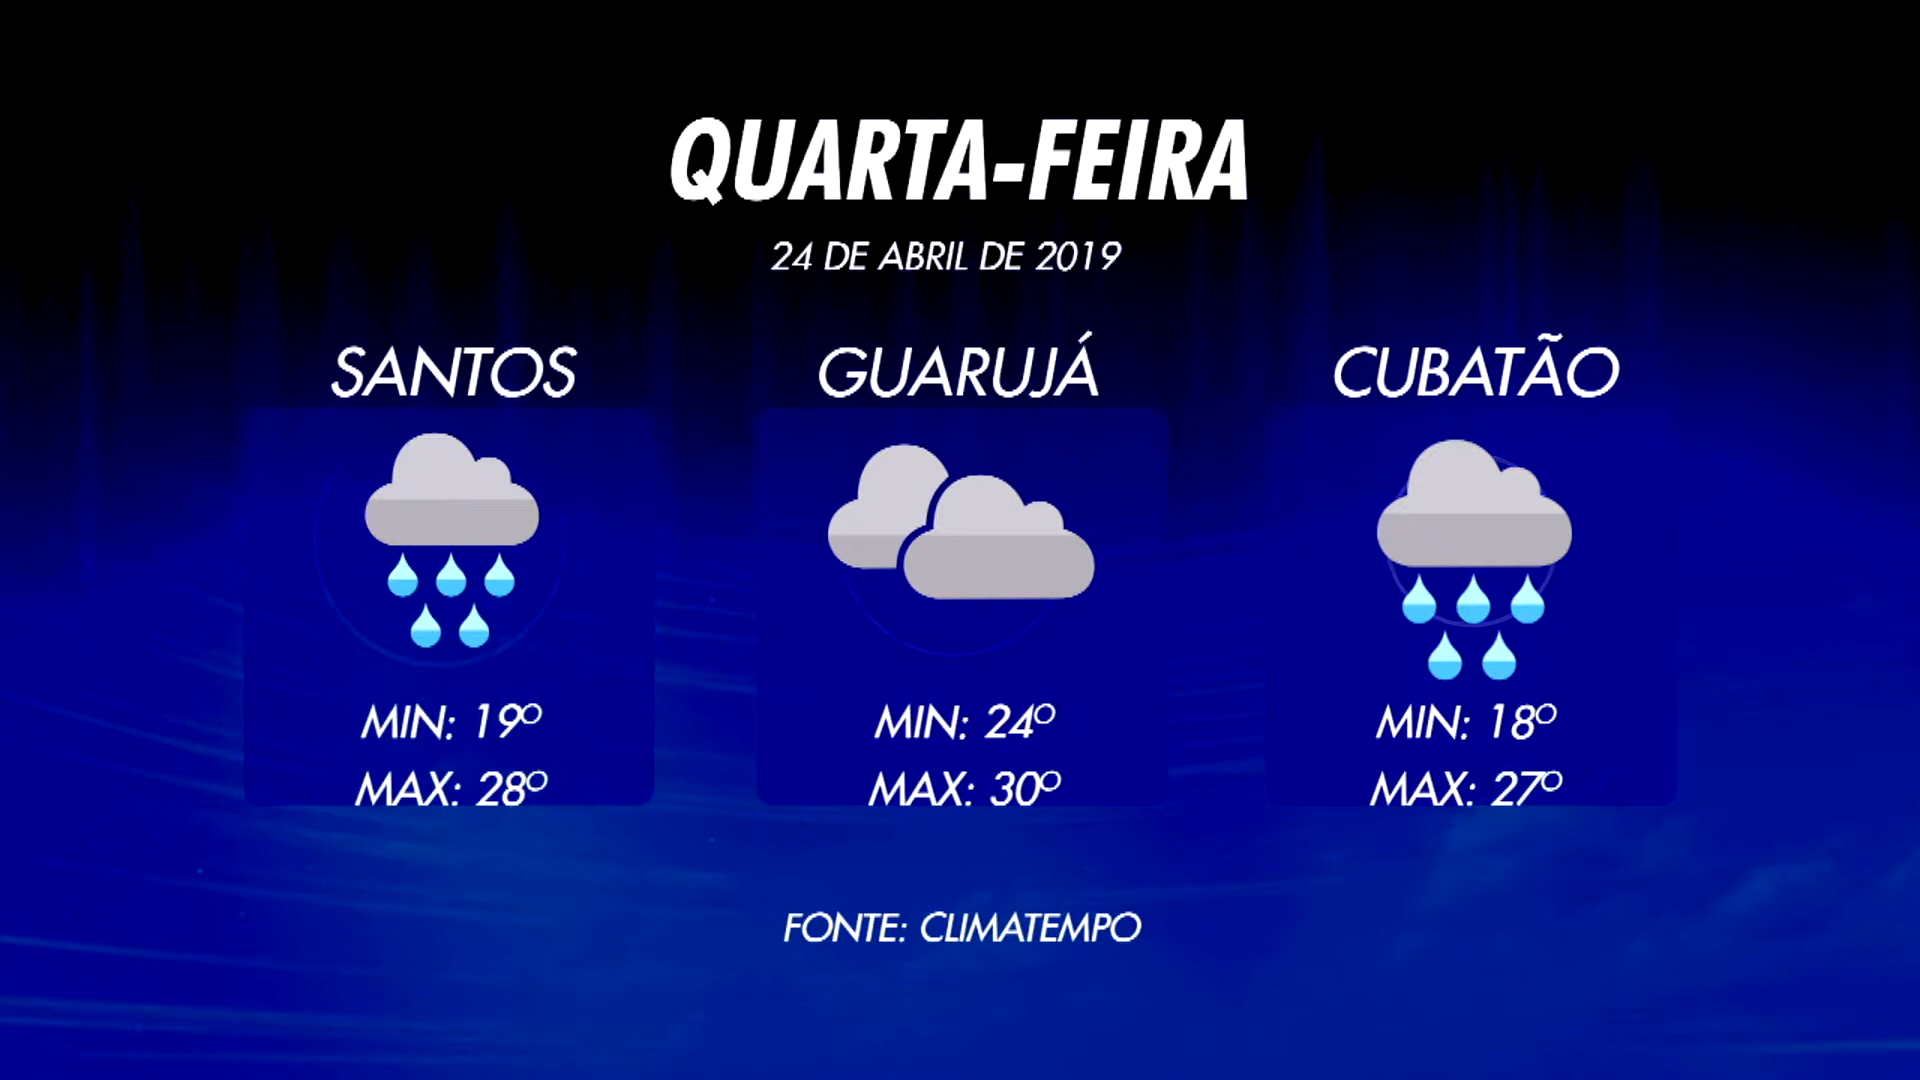 QUARTA-FEIRA
24 DE ABRIL DE 2019
SANTOS
MIN: 19º
MAX: 28º
GUARUJÁ
MIN: 24º
MAX: 30º
CUBATÃO
MIN: 18º
MAX: 27º
FONTE: CLIMATEMPO